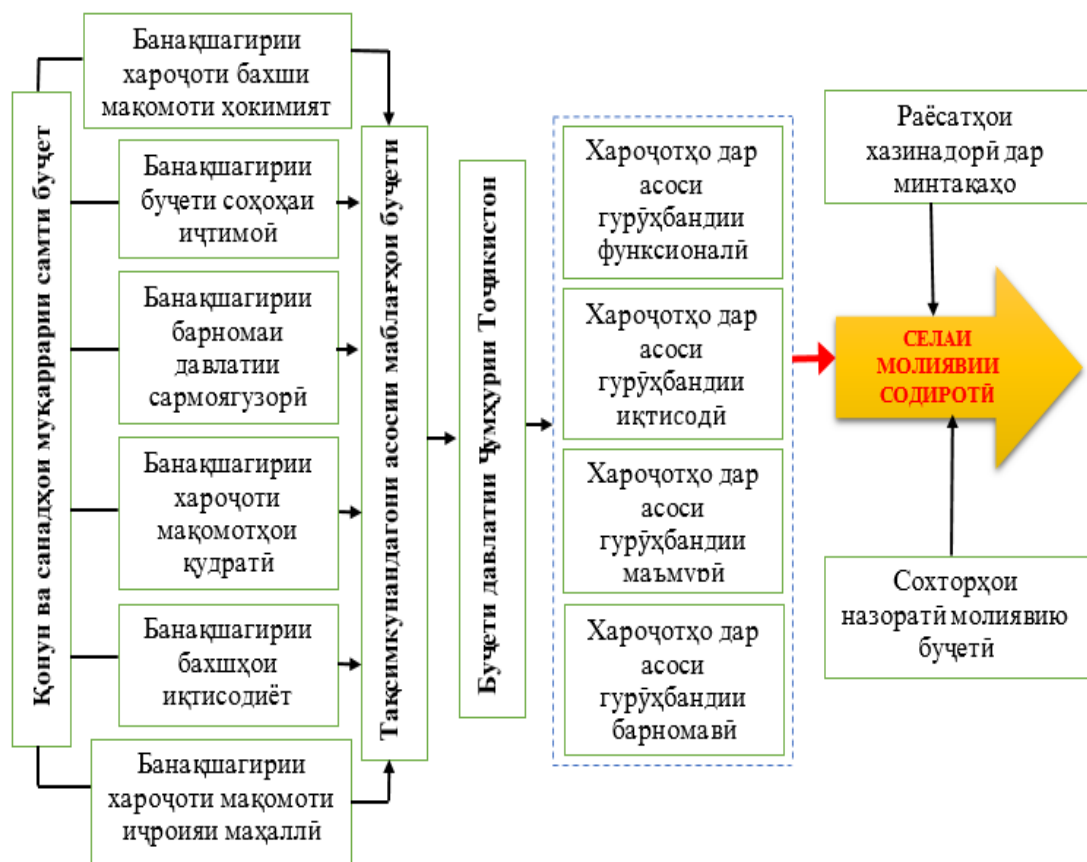 Қонун ва санадҳои муқаррарии самти буҷет
Банақшагирии
хароҷоти бахши
мақомоти ҳокимият
Банақшагирии
буҷети соҳоҳаи
иҷтимоӣ
Банақшагирии
барномаи
давлатии
сармоягузорӣ
Банақшагирии
хароҷоти
мақомотҳои
қудратӣ
Банақшагирии
бахшҳои
иқтисодиёт
Банақшагирии
хароҷоти мақомоти
иҷроияи маҳаллӣ
Тақсимкунандагони асосии маблағҳои буҷети
Буҷети давлатии Ҷумҳурии Тоҷикистон
Хароҷотҳо дар
асоси
гурӯҳбандии
функсионалӣ
Хароҷотҳо дар
асоси
гурӯҳбандии
иқтисодӣ
Хароҷотҳо дар
асоси
гурӯҳбандии
маъмурӣ
Хароҷотҳо дар
асоси
гурӯҳбандии
барномавӣ
Раёсатҳои
хазинадорӣ дар
минтақаҳо
СЕЛАИ
МОЛИЯВИИ
СОДИРОТӢ
Сохторҳои
назоратӣ молиявию
буҷетӣ